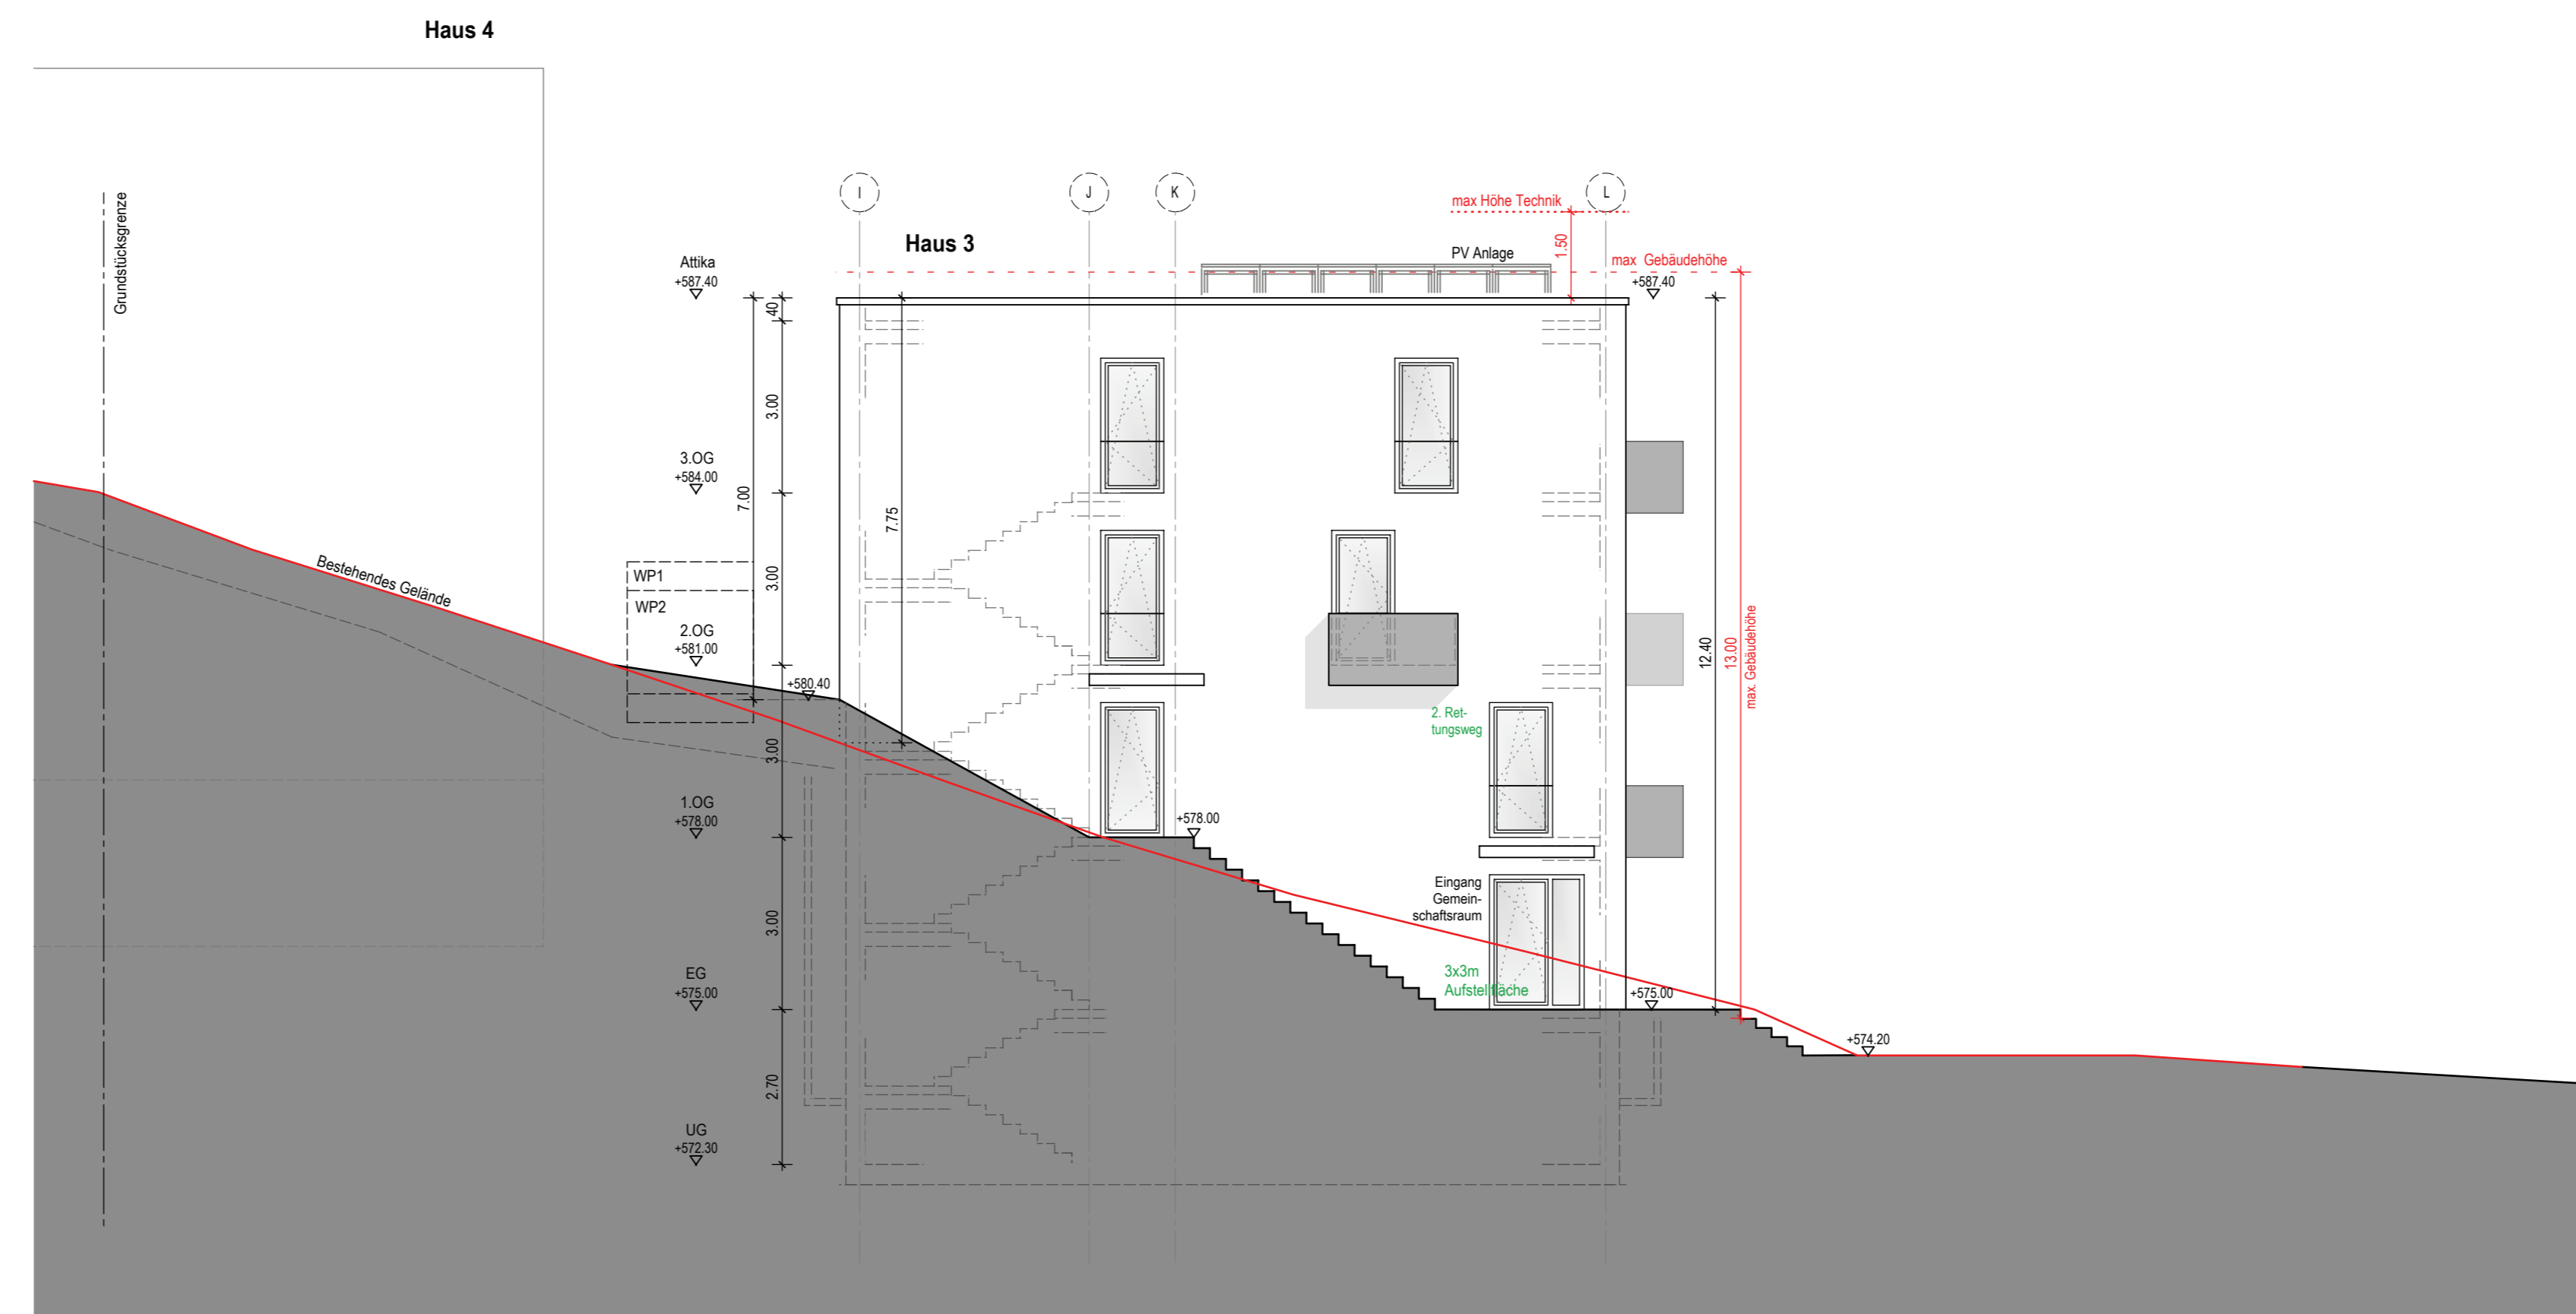 Haus 4
Grundstücksgrenze
I
J
K
L
max Höhe Technik
1.50
Haus 3
PV Anlage
max Gebäudehöhe
+587.40
Attika
+587.40
40
3.00
3.OG
+584.00
7.00
7.75
Bestehendes Gelände
WP1
WP2
3.00
2.OG
+581.00
+580.40
12.40
13.00
max. Gebäudehöhe
2. Ret-
tungsweg
3.00
1.OG
+578.00
+578.00
3.00
Eingang
Gemein-
schaftsraum
EG
+575.00
3x3m
Aufstellfläche
+575.00
+574.20
2.70
UG
+572.30